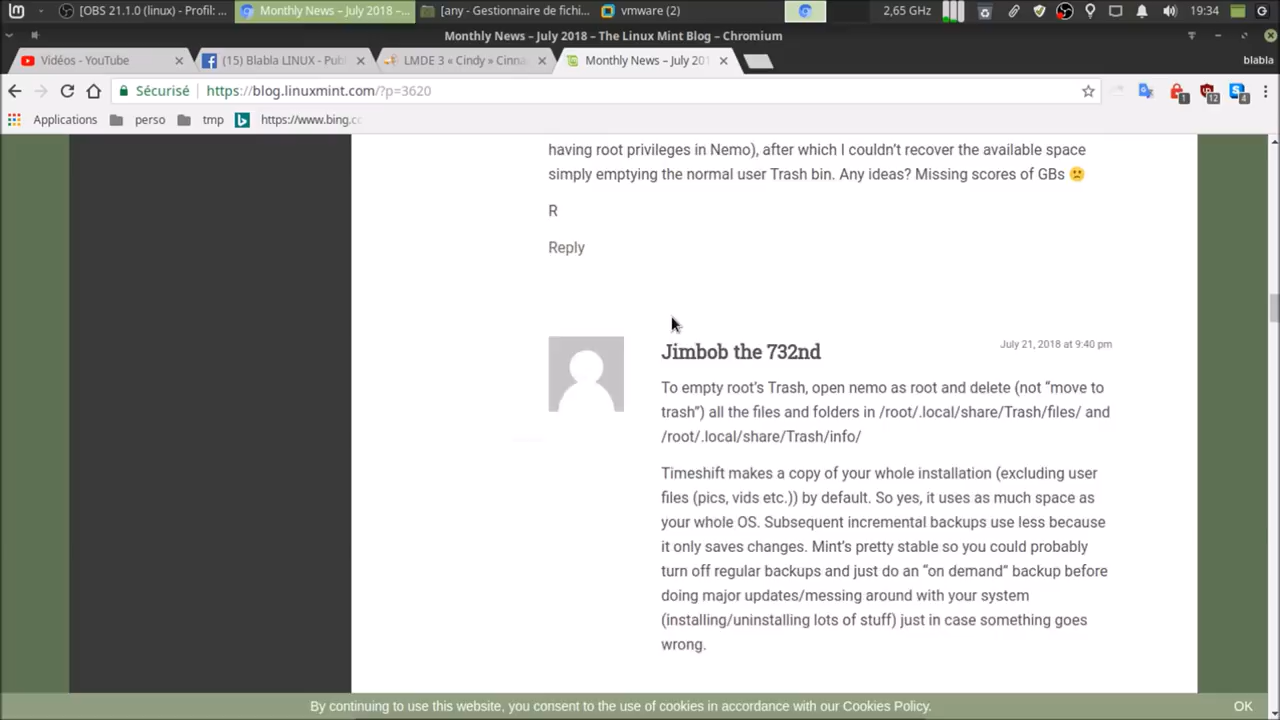 [OBS 21.1.0 (linux) - Profil: ...
Monthly News – July 2018 –...
[any - Gestionnaire de fichi...
vmware (2)
2,65 GHz
19:34
Monthly News – July 2018 – The Linux Mint Blog – Chromium
Vidéos - YouTube
(15) Blabla LINUX - Publ
LMDE 3 « Cindy » Cinna
Monthly News – July 201
blabla
Sécurisé
https://blog.linuxmint.com/?p=3620
1
12
4
Applications
perso
tmp
https://www.bing.co
having root privileges in Nemo), after which I couldn’t recover the available space
simply emptying the normal user Trash bin. Any ideas? Missing scores of GBs 🙁
R
Reply
Jimbob the 732nd
July 21, 2018 at 9:40 pm
To empty root’s Trash, open nemo as root and delete (not “move to
trash”) all the files and folders in /root/.local/share/Trash/files/ and
/root/.local/share/Trash/info/
Timeshift makes a copy of your whole installation (excluding user
files (pics, vids etc.)) by default. So yes, it uses as much space as
your whole OS. Subsequent incremental backups use less because
it only saves changes. Mint’s pretty stable so you could probably
turn off regular backups and just do an “on demand” backup before
doing major updates/messing around with your system
(installing/uninstalling lots of stuff) just in case something goes
wrong.
By continuing to use this website, you consent to the use of cookies in accordance with our Cookies Policy.
OK